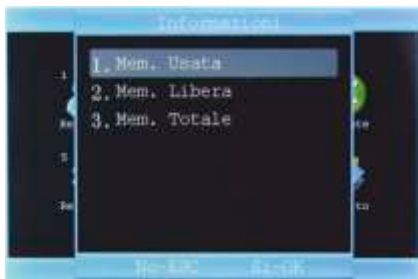 Informazioni
1. Mem. Usata
2. Mem. Libera
3. Mem. Totale
No-ESC Si-OK